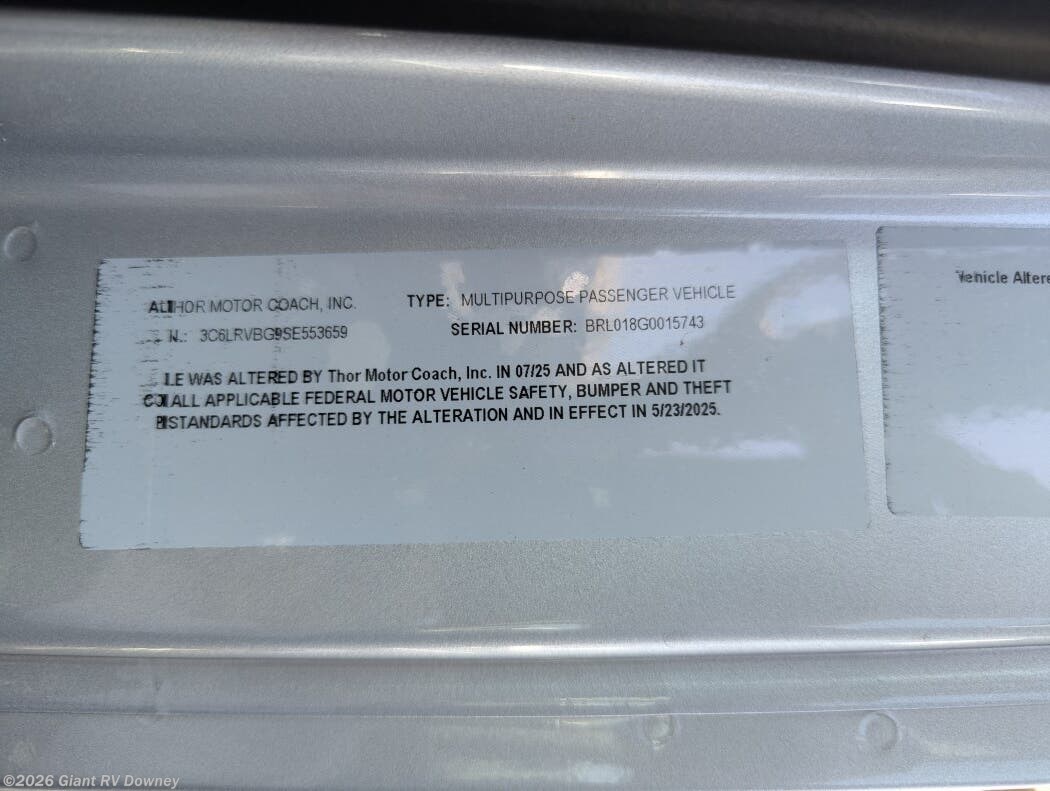 THOR MOTOR COACH, INC. TYPE: MULTIPURPOSE PASSENGER VEHICLE
3C6LRVBG9SE553659 SERIAL NUMBER: BRL018G0015743
LE WAS ALTERED BY Thor Motor Coach, Inc. IN 07/25 AND AS ALTERED IT
ALL APPLICABLE FEDERAL MOTOR VEHICLE SAFETY, BUMPER AND THEFT
STANDARDS AFFECTED BY THE ALTERATION AND IN EFFECT IN 5/23/2025.
Vehicle Altere
©2026 Giant RV Downey